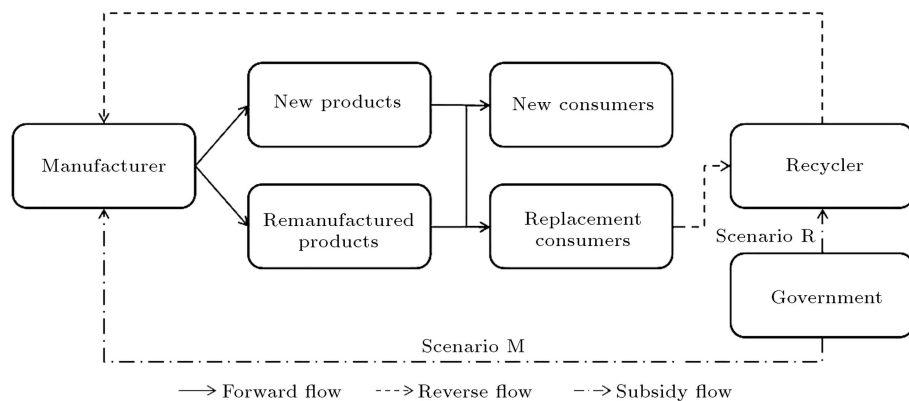 New products
New consumers
Manufacturer
Recycler
Remanufactured
products
Replacement
consumers
Scenario R
Government
Scenario M
Forward flow
Reverse flow
Subsidy flow